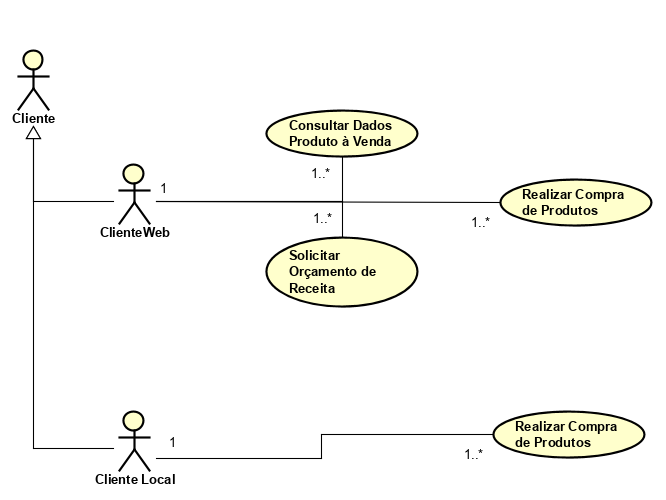 Cliente
Consultar Dados
Produto à Venda
1..*
1
ClienteWeb
1..*
Realizar Compra
de Produtos
1..*
Solicitar
Orçamento de
Receita
1
Cliente Local
Realizar Compra
de Produtos
1..*